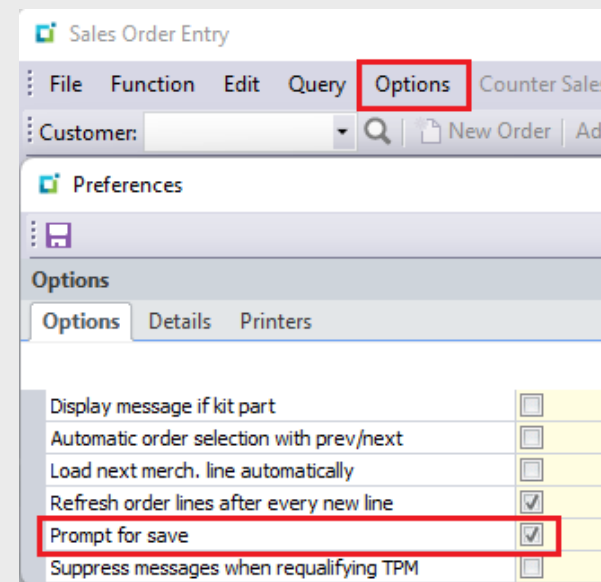 Sales Order Entry
File Function Edit Query Options Counter Sales
Customer: New Order Ad
Preferences
Options
Options Details Printers
Display message if kit part
Automatic order selection with prev/next
Load next merch. line automatically
Refresh order lines after every new line
Prompt for save
Suppress messages when requalifying TPM